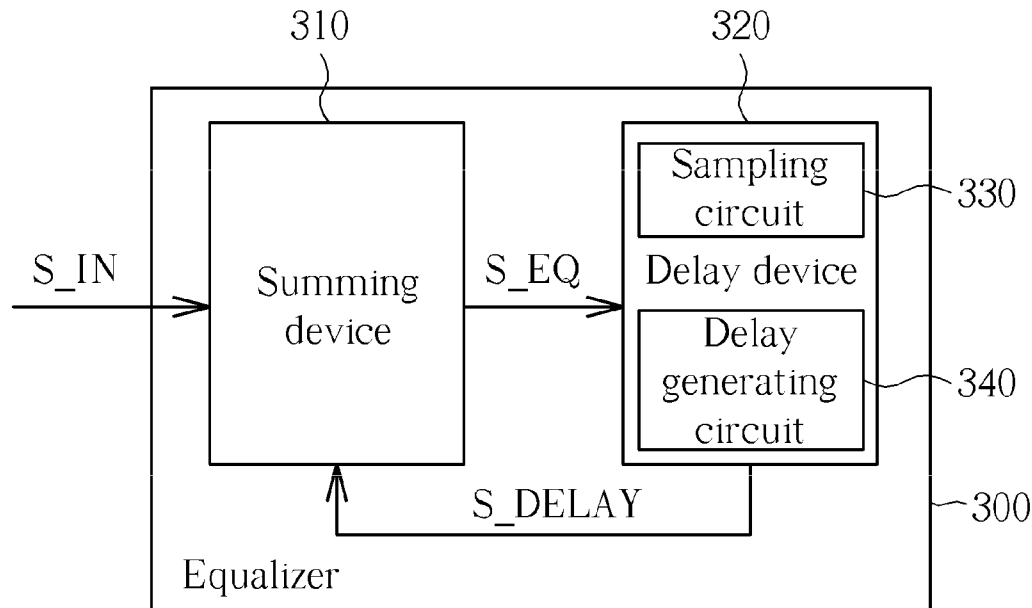 310
320
Sampling
circuit
330
S_IN
Summing
device
S_EQ
Delay device
Delay
generating
circuit
340
S_DELAY
300
Equalizer